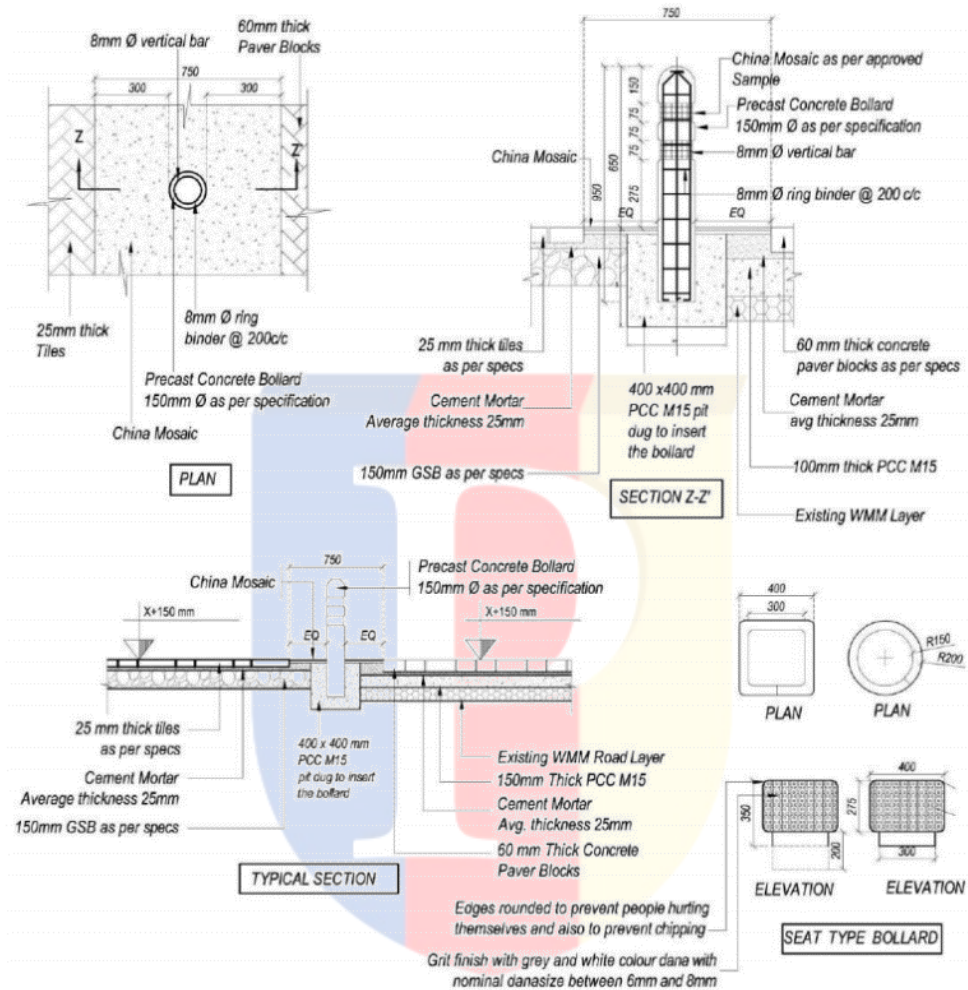 8mm Ø vertical bar
60mm thick
Paver Blocks
750
300
300
Z
Z'
25mm thick
Tiles
8mm Ø ring
binder @ 200c/c
Precast Concrete Bollard
150mm Ø as per specification
China Mosaic
PLAN
750
China Mosaic as per approved
Sample
Precast Concrete Bollard
150mm Ø as per specification
8mm Ø vertical bar
8mm Ø ring binder @ 200 c/c
China Mosaic
150
75
75
75
275
650
950
EQ
EQ
25 mm thick tiles
as per specs
Cement Mortar
Average thickness 25mm
150mm GSB as per specs
400 x400 mm
PCC M15 pit
dug to insert
the bollard
60 mm thick concrete
paver blocks as per specs
Cement Mortar
avg thickness 25mm
100mm thick PCC M15
Existing WMM Layer
SECTION Z-Z'
750
China Mosaic
Precast Concrete Bollard
150mm Ø as per specification
X+150 mm
X+150 mm
EQ
EQ
25 mm thick tiles
as per specs
Cement Mortar
Average thickness 25mm
150mm GSB as per specs
400 x 400 mm
PCC M15
pit dug to insert
the bollard
Existing WMM Road Layer
150mm Thick PCC M15
Cement Mortar
Avg. thickness 25mm
60 mm Thick Concrete
Paver Blocks
TYPICAL SECTION
400
300
PLAN
R150
R200
PLAN
350
200
ELEVATION
400
275
300
ELEVATION
Edges rounded to prevent people hurting
themselves and also to prevent chipping
Grit finish with grey and white colour dana with
nominal danasize between 6mm and 8mm
SEAT TYPE BOLLARD